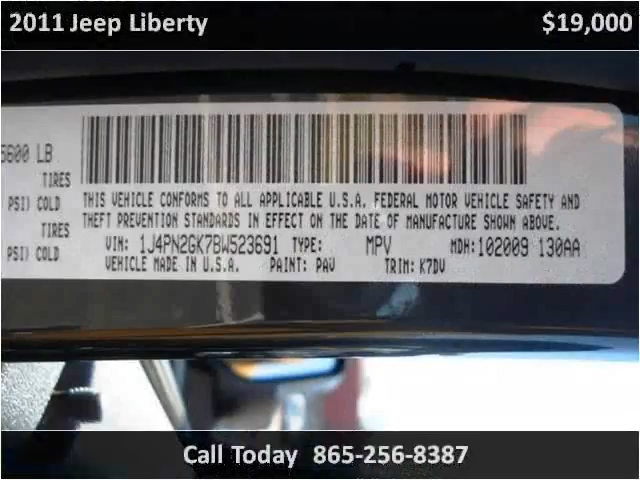 2011 Jeep Liberty
$19,000
5600 LB
TIRES
PSI) COLD
TIRES
PSI) COLD
THIS VEHICLE CONFORMS TO ALL APPLICABLE U.S.A. FEDERAL MOTOR VEHICLE SAFETY AND
THEFT PREVENTION STANDARDS IN EFFECT ON THE DATE OF MANUFACTURE SHOWN ABOVE.
VIN: 1J4PN2GK7BW523691 TYPE: MPV MDH:102009 130AA
VEHICLE MADE IN U.S.A. PAINT: PAV TRIM: K7DV
Call Today 865-256-8387